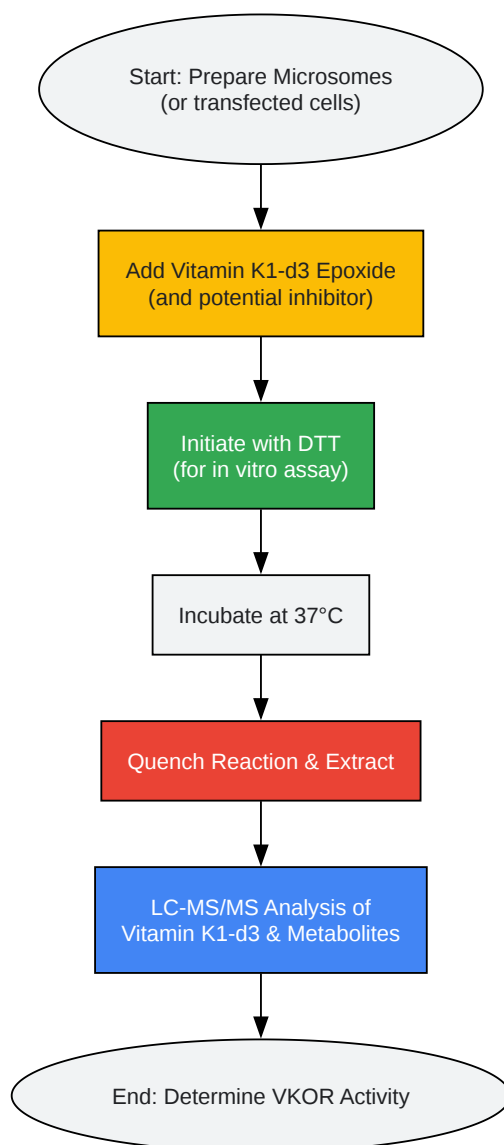 Start: Prepare Microsomes
(or transfected cells)
Add Vitamin K1-d3 Epoxide
(and potential inhibitor)
Initiate with DTT
(for in vitro assay)
Incubate at 37°C
Quench Reaction & Extract
LC-MS/MS Analysis of
Vitamin K1-d3 & Metabolites
End: Determine VKOR Activity